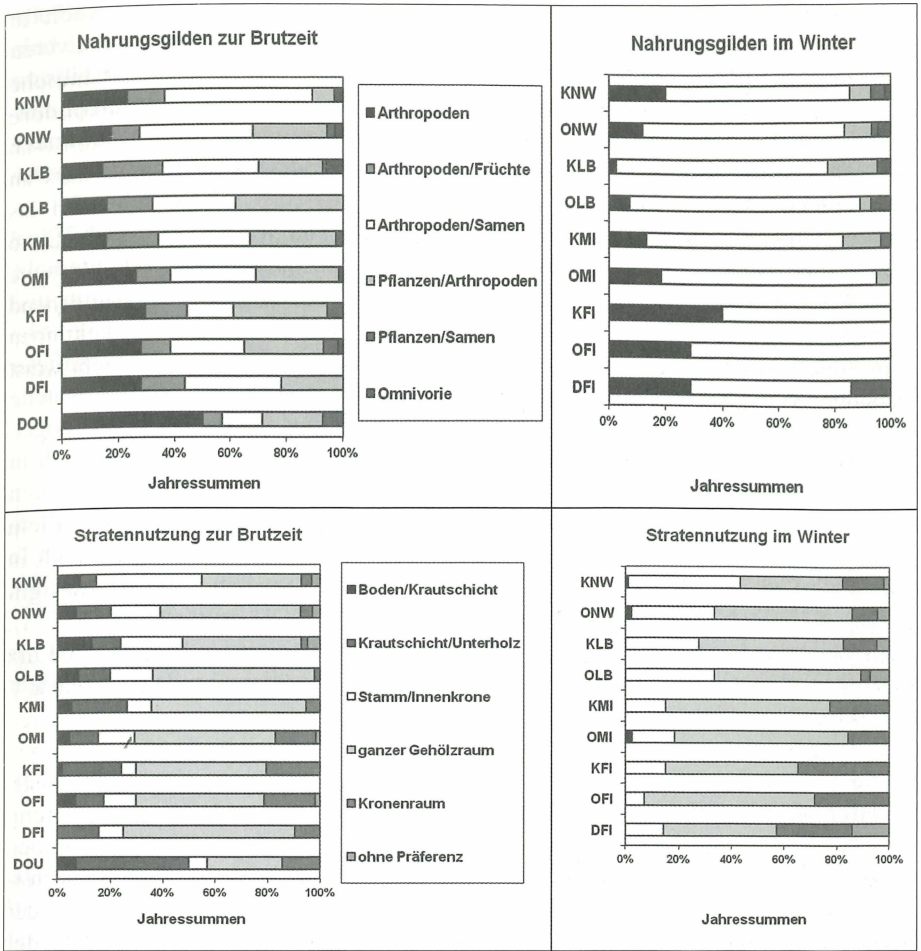 Nahrungsgilden zur Brutzeit
KNW
ONW
KLB
OLB
KMI
OMI
KFI
OFI
DFI
DOU
0% 20% 40% 60% 80% 100%
Jahressummen
Arthropoden
Arthropoden/Früchte
Arthropoden/Samen
Pflanzen/Arthropoden
Pflanzen/Samen
Omnivorie
Nahrungsgilden im Winter
KNW
ONW
KLB
OLB
KMI
OMI
KFI
OFI
DFI
0% 20% 40% 60% 80% 100%
Jahressummen
Stratennutzung zur Brutzeit
KNW
ONW
KLB
OLB
KMI
OMI
KFI
OFI
DFI
DOU
0% 20% 40% 60% 80% 100%
Jahressummen
Boden/Krautschicht
Krautschicht/Unterholz
Stamm/Innenkrone
ganzer Gehölzraum
Kronenraum
ohne Präferenz
Stratennutzung im Winter
KNW
ONW
KLB
OLB
KMI
OMI
KFI
OFI
DFI
0% 20% 40% 60% 80% 100%
Jahressummen